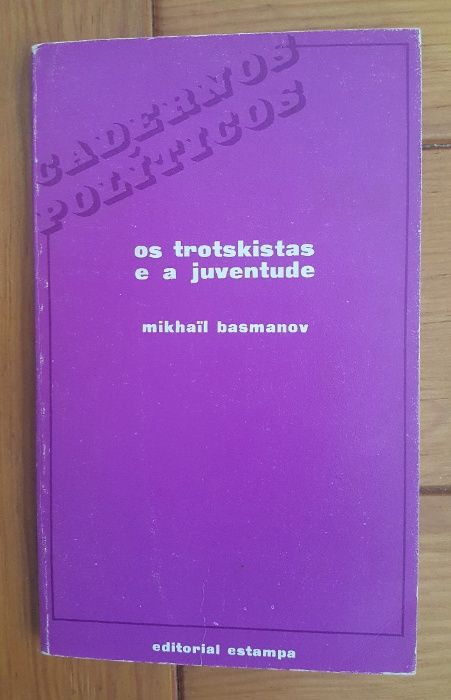 CADERNOS
POLÍTICOS
os trotskistas
e a juventude
mikhaïl basmanov
editorial estampa